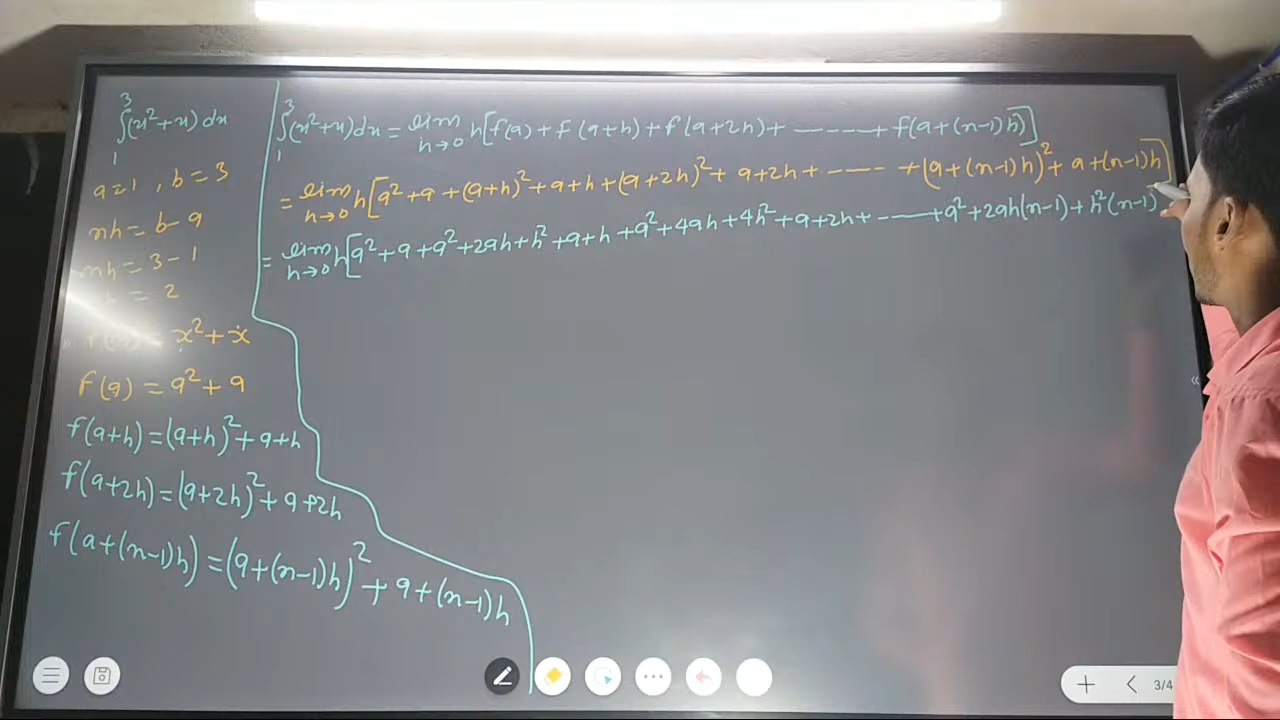 ∫₁³(x²+x)dx
a=1, b=3
nh=b-a
nh=3-1
= 2
= x²+x
f(a)=a²+a
f(a+h)=(a+h)²+a+h
f(a+2h)=(a+2h)²+a+2h
f(a+(n-1)h)=(a+(n-1)h)²+a+(n-1)h
∫₁³(x²+x)dx = lim h→0 h[f(a)+f(a+h)+f(a+2h)+------+f(a+(n-1)h)]
= lim h→0 h[a²+a+(a+h)²+a+h+(a+2h)²+a+2h+------+(a+(n-1)h)²+a+(n-1)h]
= lim h→0 h[a²+a+a²+2ah+h²+a+h+a²+4ah+4h²+a+2h+------+a²+2ah(n-1)+h²(n-1)
3/4